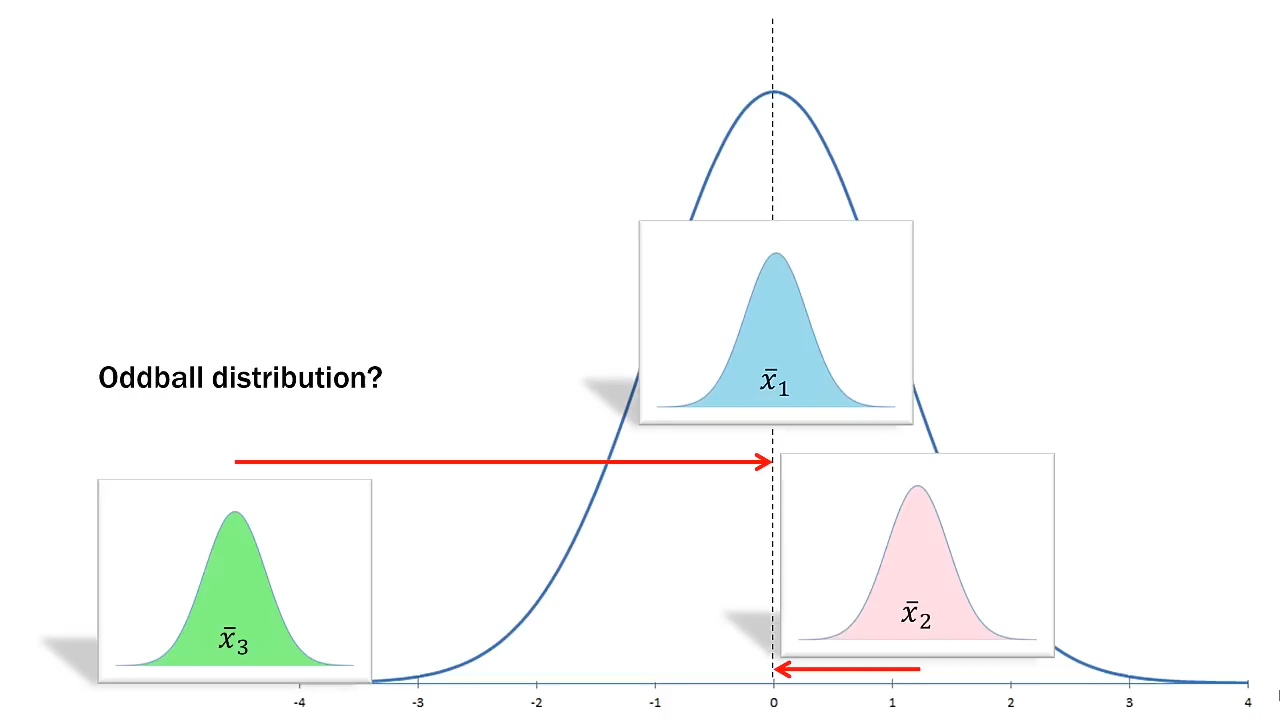 Oddball distribution?
x̄₁
x̄₂
x̄₃
-4 -3 -2 -1 0 1 2 3 4